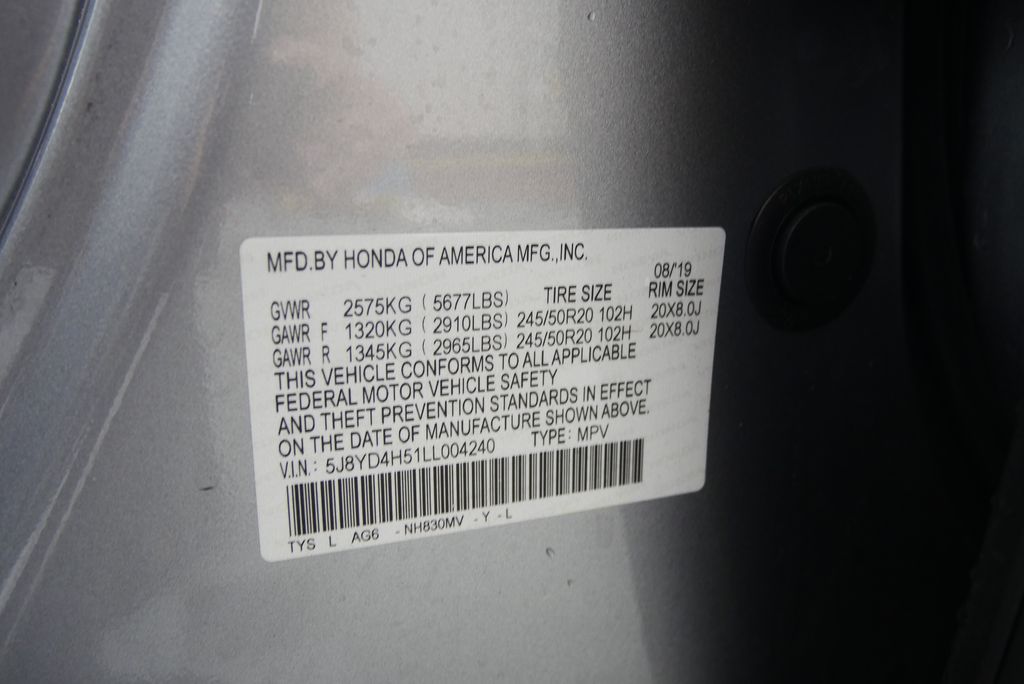 MFD.BY HONDA OF AMERICA MFG.,INC.
08/'19
GVWR 2575KG ( 5677LBS) TIRE SIZE RIM SIZE
GAWR F 1320KG ( 2910LBS) 245/50R20 102H 20X8.0J
GAWR R 1345KG ( 2965LBS) 245/50R20 102H 20X8.0J
THIS VEHICLE CONFORMS TO ALL APPLICABLE
FEDERAL MOTOR VEHICLE SAFETY
AND THEFT PREVENTION STANDARDS IN EFFECT
ON THE DATE OF MANUFACTURE SHOWN ABOVE.
V.I.N.: 5J8YD4H51LL004240 TYPE: MPV
TYS L AG6 -NH830MV -Y-L